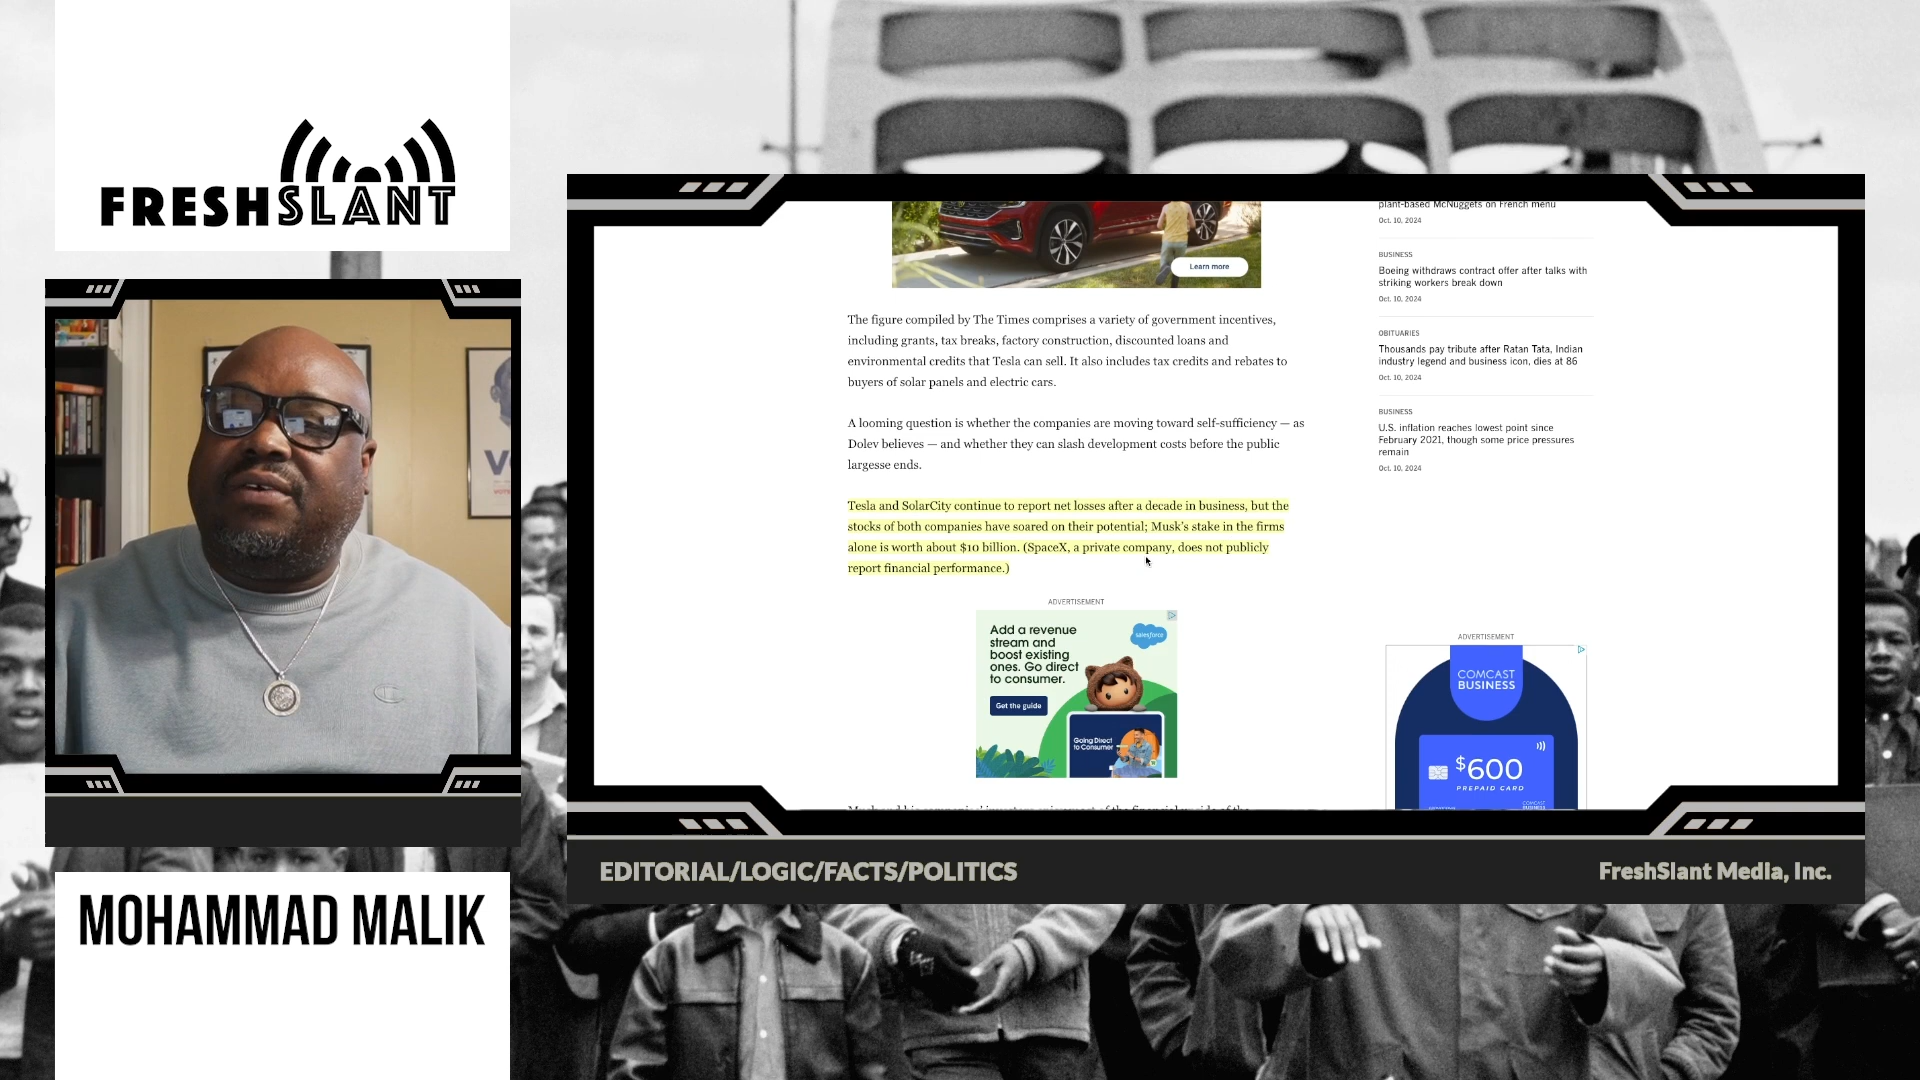 FRESHSLANT
MOHAMMAD MALIK
Learn more
The figure compiled by The Times comprises a variety of government incentives,
including grants, tax breaks, factory construction, discounted loans and
environmental credits that Tesla can sell. It also includes tax credits and rebates to
buyers of solar panels and electric cars.
A looming question is whether the companies are moving toward self-sufficiency — as
Dolev believes — and whether they can slash development costs before the public
largesse ends.
Tesla and SolarCity continue to report net losses after a decade in business, but the
stocks of both companies have soared on their potential; Musk's stake in the firms
alone is worth about $10 billion. (SpaceX, a private company, does not publicly
report financial performance.)
ADVERTISEMENT
Add a revenue
stream and
boost existing
ones. Go direct
to consumer.
salesforce
Get the guide
Going Direct
to Consumer
plant-based McNuggets on French menu
Oct. 10, 2024
BUSINESS
Boeing withdraws contract offer after talks with
striking workers break down
Oct. 10, 2024
OBITUARIES
Thousands pay tribute after Ratan Tata, Indian
industry legend and business icon, dies at 86
Oct. 10, 2024
BUSINESS
U.S. inflation reaches lowest point since
February 2021, though some price pressures
remain
Oct. 10, 2024
ADVERTISEMENT
COMCAST
BUSINESS
$600
PREPAID CARD
EDITORIAL/LOGIC/FACTS/POLITICS
FreshSlant Media, Inc.